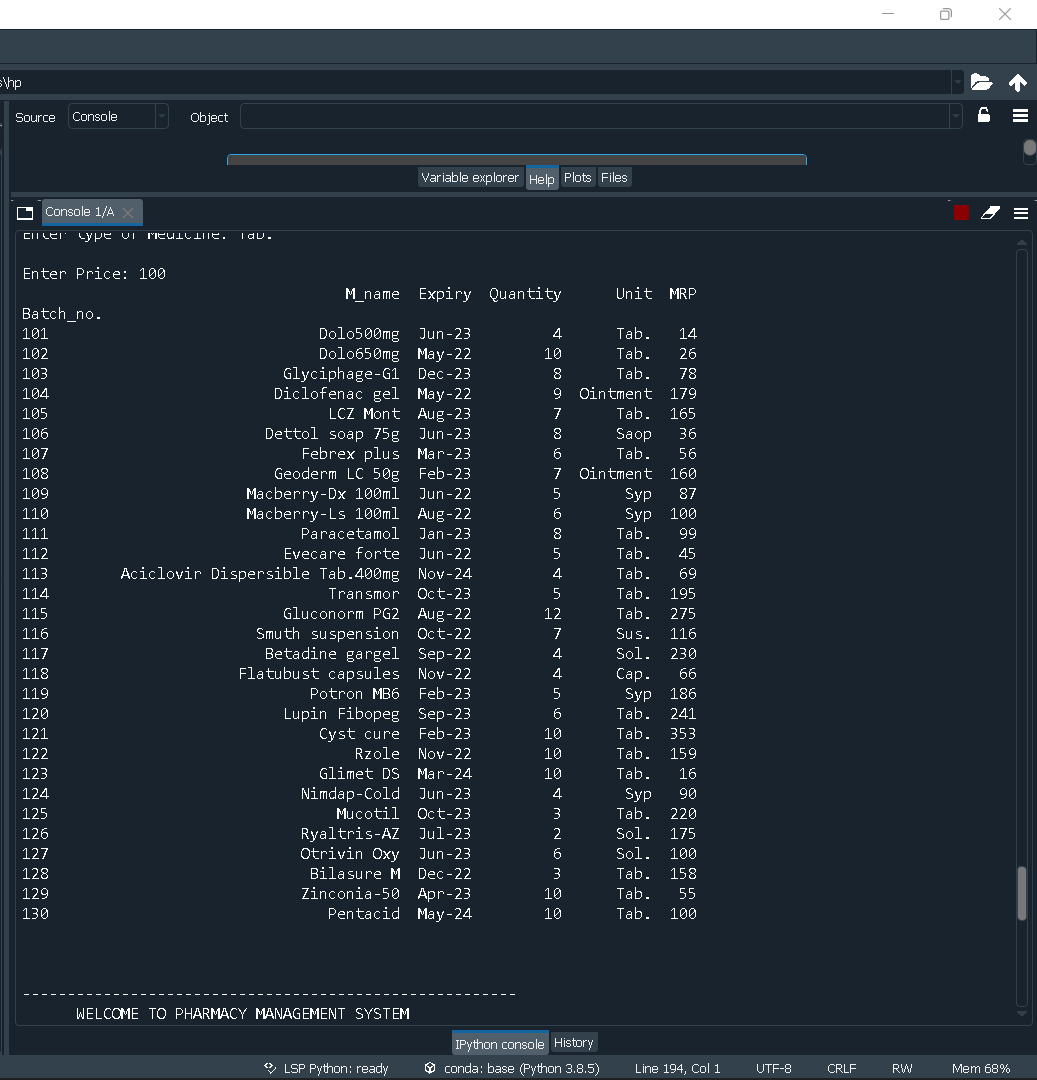 s\hp
Source Console Object
Variable explorer Help Plots Files
Console 1/A
Enter type of Medicine: Tab.
Enter Price: 100
M_name Expiry Quantity Unit MRP
Batch_no.
101 Dolo500mg Jun-23 4 Tab. 14
102 Dolo650mg May-22 10 Tab. 26
103 Glyciphage-G1 Dec-23 8 Tab. 78
104 Diclofenac gel May-22 9 Ointment 179
105 LCZ Mont Aug-23 7 Tab. 165
106 Dettol soap 75g Jun-23 8 Saop 36
107 Febrex plus Mar-23 6 Tab. 56
108 Geoderm LC 50g Feb-23 7 Ointment 160
109 Macberry-Dx 100ml Jun-22 5 Syp 87
110 Macberry-Ls 100ml Aug-22 6 Syp 100
111 Paracetamol Jan-23 8 Tab. 99
112 Evecare forte Jun-22 5 Tab. 45
113 Aciclovir Dispersible Tab.400mg Nov-24 4 Tab. 69
114 Transmor Oct-23 5 Tab. 195
115 Gluconorm PG2 Aug-22 12 Tab. 275
116 Smuth suspension Oct-22 7 Sus. 116
117 Betadine gargel Sep-22 4 Sol. 230
118 Flatubust capsules Nov-22 4 Cap. 66
119 Potron MB6 Feb-23 5 Syp 186
120 Lupin Fibopeg Sep-23 6 Tab. 241
121 Cyst cure Feb-23 10 Tab. 353
122 Rzole Nov-22 10 Tab. 159
123 Glimet DS Mar-24 10 Tab. 16
124 Nimdap-Cold Jun-23 4 Syp 90
125 Mucotil Oct-23 3 Tab. 220
126 Ryaltris-AZ Jul-23 2 Sol. 175
127 Otrivin Oxy Jun-23 6 Sol. 100
128 Bilasure M Dec-22 3 Tab. 158
129 Zinconia-50 Apr-23 10 Tab. 55
130 Pentacid May-24 10 Tab. 100
-------------------------------------------------------
WELCOME TO PHARMACY MANAGEMENT SYSTEM
IPython console History
LSP Python: ready conda: base (Python 3.8.5) Line 194, Col 1 UTF-8 CRLF RW Mem 68%